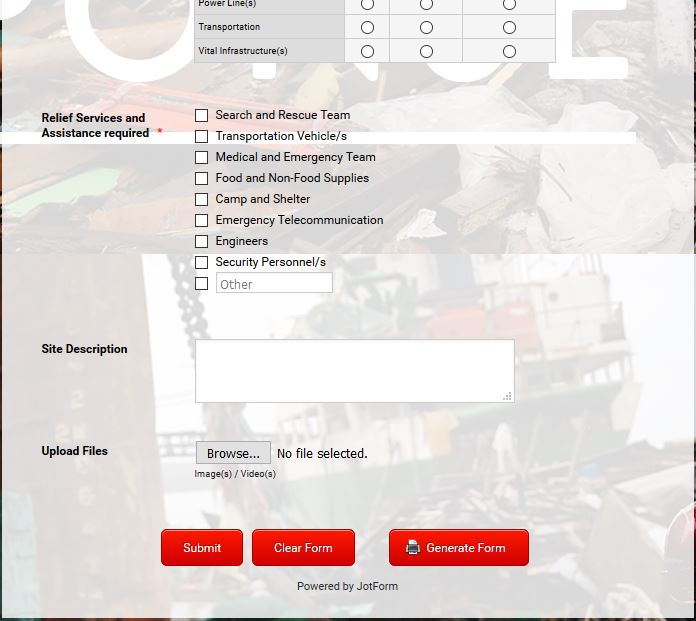 Power Line(s)
Transportation
Vital Infrastructure(s)
Relief Services and
Assistance required *
Search and Rescue Team
Transportation Vehicle/s
Medical and Emergency Team
Food and Non-Food Supplies
Camp and Shelter
Emergency Telecommunication
Engineers
Security Personnel/s
Other
Site Description
Upload Files
Browse... No file selected.
Image(s) / Video(s)
Submit Clear Form Generate Form
Powered by JotForm